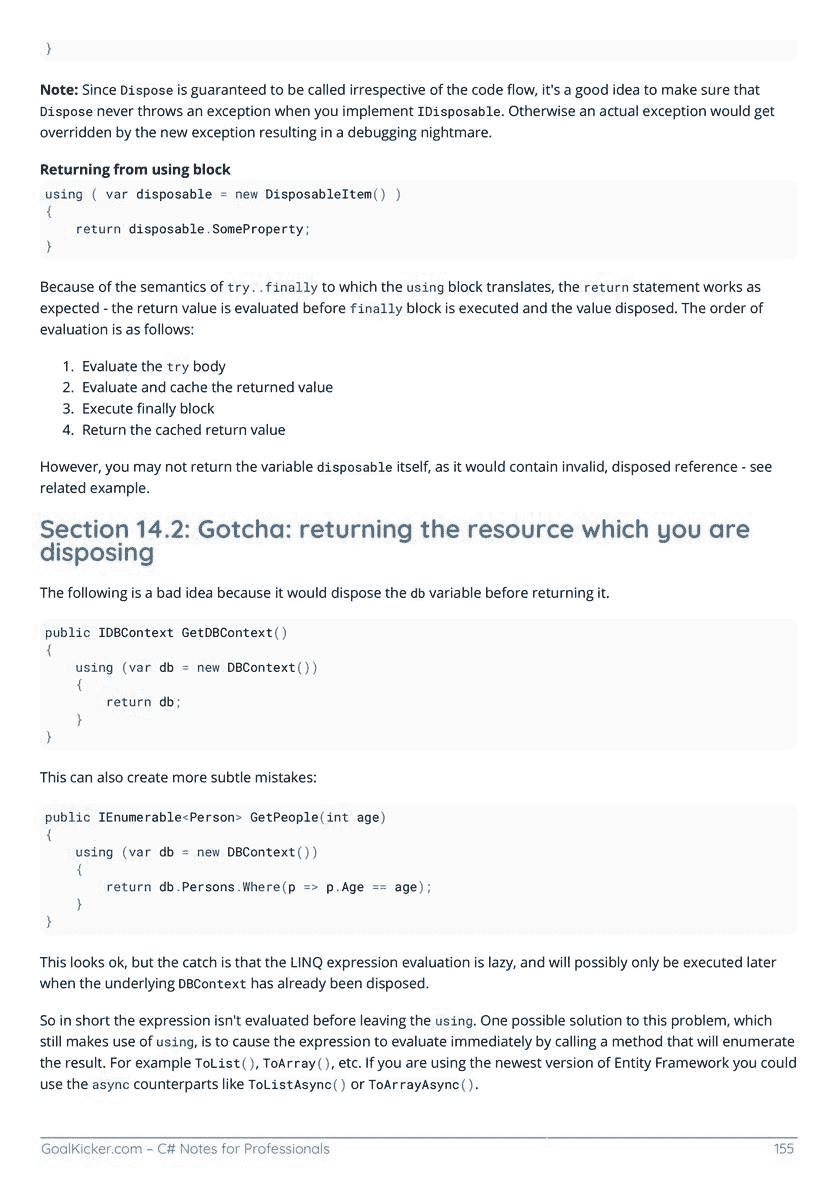 }
Note: Since Dispose is guaranteed to be called irrespective of the code flow, it's a good idea to make sure that
Dispose never throws an exception when you implement IDisposable. Otherwise an actual exception would get
overridden by the new exception resulting in a debugging nightmare.
Returning from using block
using ( var disposable = new DisposableItem() )
{
    return disposable.SomeProperty;
}
Because of the semantics of try..finally to which the using block translates, the return statement works as
expected - the return value is evaluated before finally block is executed and the value disposed. The order of
evaluation is as follows:
1. Evaluate the try body
2. Evaluate and cache the returned value
3. Execute finally block
4. Return the cached return value
However, you may not return the variable disposable itself, as it would contain invalid, disposed reference - see
related example.
Section 14.2: Gotcha: returning the resource which you are
disposing
The following is a bad idea because it would dispose the db variable before returning it.
public IDBContext GetDBContext()
{
    using (var db = new DBContext())
    {
        return db;
    }
}
This can also create more subtle mistakes:
public IEnumerable<Person> GetPeople(int age)
{
    using (var db = new DBContext())
    {
        return db.Persons.Where(p => p.Age == age);
    }
}
This looks ok, but the catch is that the LINQ expression evaluation is lazy, and will possibly only be executed later
when the underlying DBContext has already been disposed.
So in short the expression isn't evaluated before leaving the using. One possible solution to this problem, which
still makes use of using, is to cause the expression to evaluate immediately by calling a method that will enumerate
the result. For example ToList(), ToArray(), etc. If you are using the newest version of Entity Framework you could
use the async counterparts like ToListAsync() or ToArrayAsync().
GoalKicker.com – C# Notes for Professionals 155